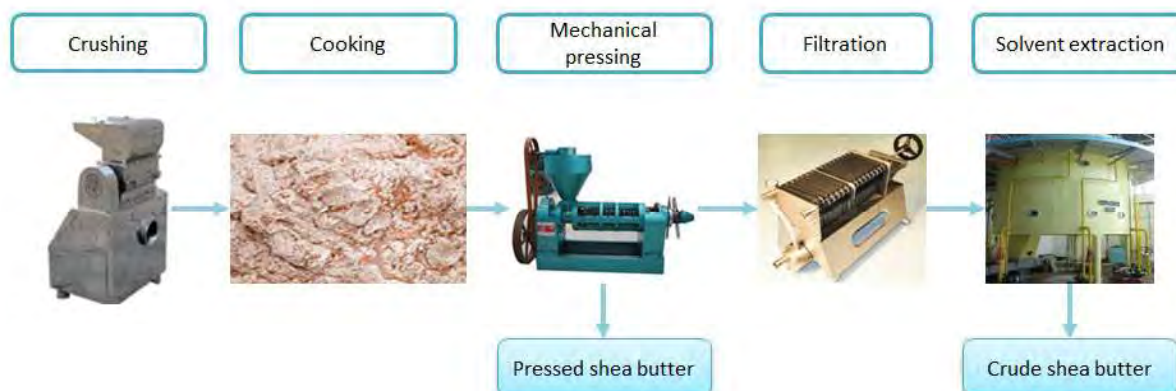 Crushing
Cooking
Mechanical
pressing
Filtration
Solvent extraction
Pressed shea butter
Crude shea butter